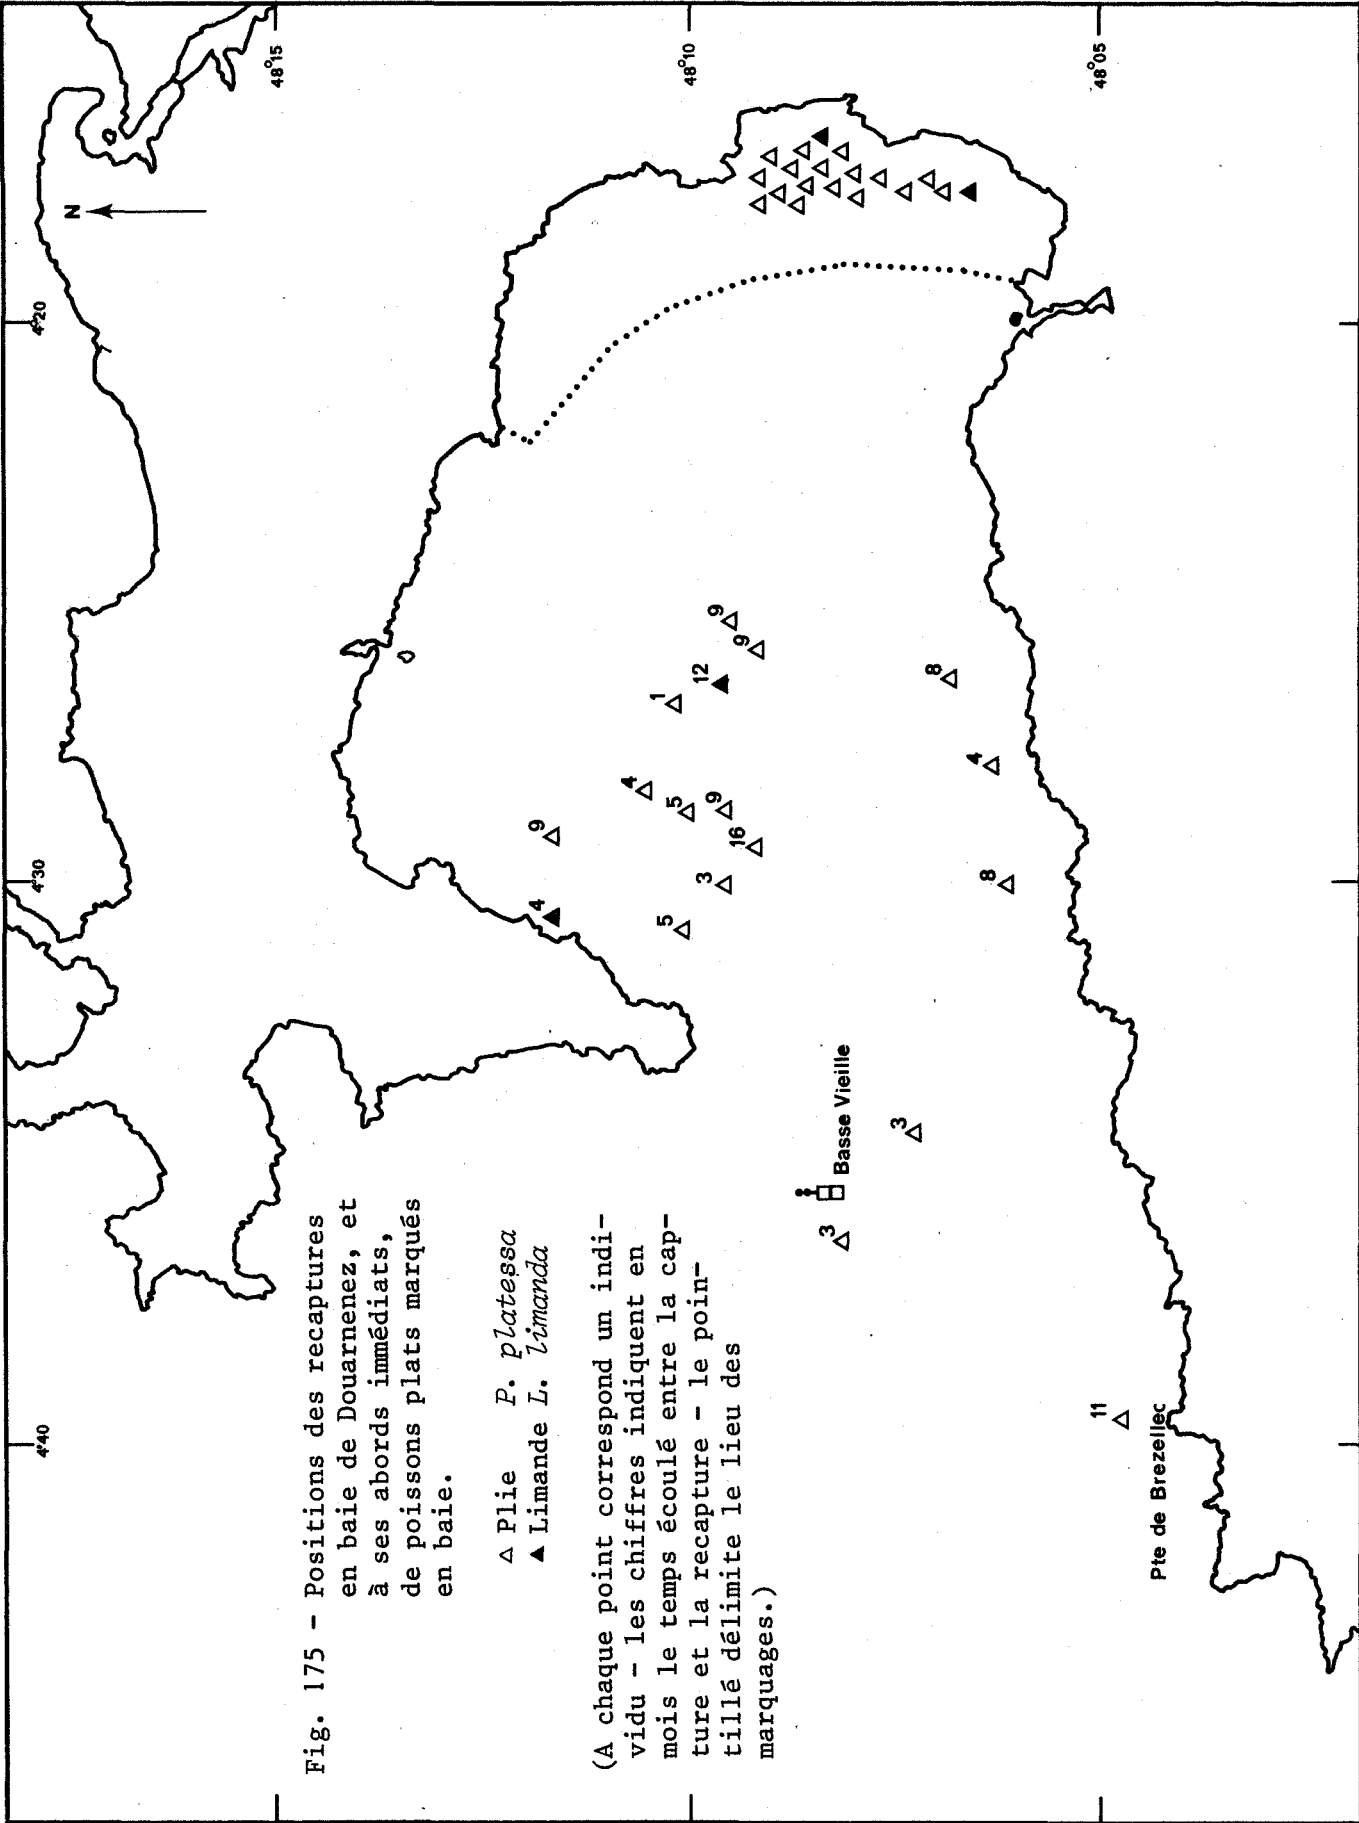 Fig. 175 - Positions des recaptures
en baie de Douarnenez, et
à ses abords immédiats,
de poissons plats marqués
en baie.
△ Plie P. platessa
▲ Limande L. limanda
(A chaque point correspond un indi-
vidu - les chiffres indiquent en
mois le temps écoulé entre la cap-
ture et la recapture - le poin-
tillé délimite le lieu des
marquages.)
N
4°40
4°30
4°20
48°15
48°10
48°05
4
9
5
3
4
5
9
16
1
12
9
9
8
4
8
3
Basse Vieille
3
11
Pte de Brezellec